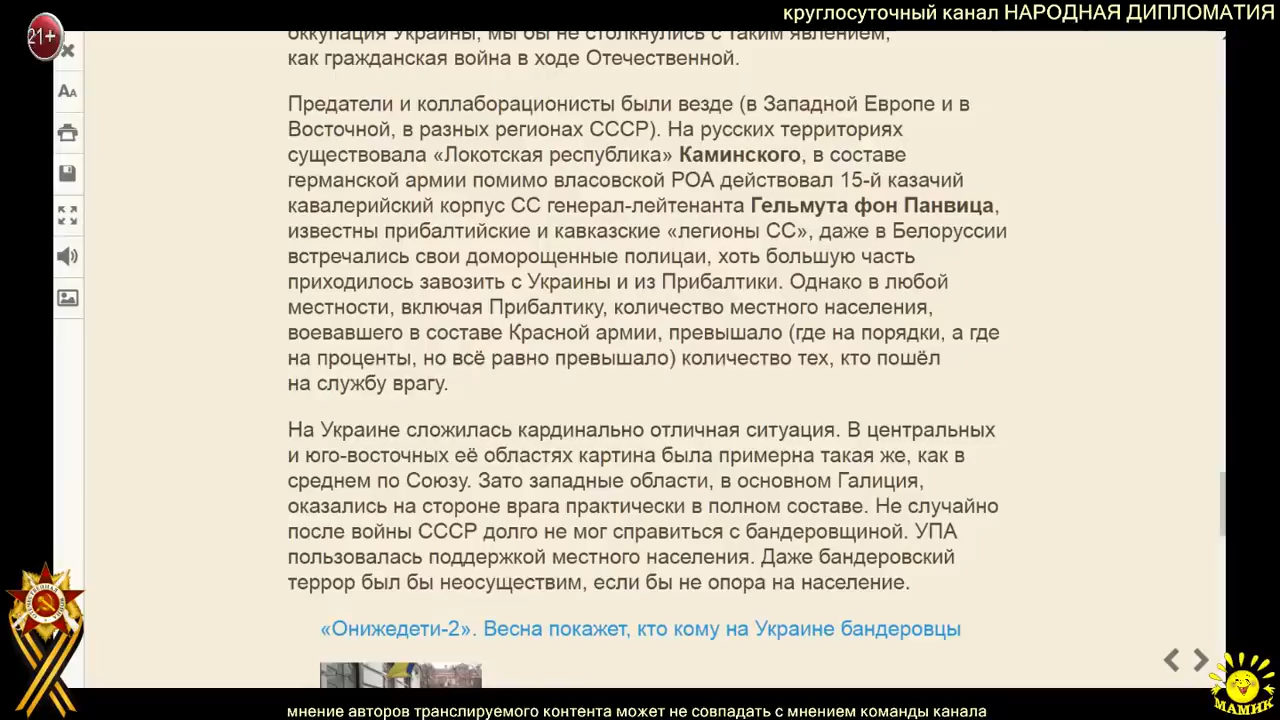 круглосуточный канал НАРОДНАЯ ДИПЛОМАТИЯ
21+
оккупация Украины, мы бы не столкнулись с таким явлением,
как гражданская война в ходе Отечественной.
Предатели и коллаборационисты были везде (в Западной Европе и в
Восточной, в разных регионах СССР). На русских территориях
существовала «Локотская республика» Каминского, в составе
германской армии помимо власовской РОА действовал 15-й казачий
кавалерийский корпус СС генерал-лейтенанта Гельмута фон Панвица,
известны прибалтийские и кавказские «легионы СС», даже в Белоруссии
встречались свои доморощенные полицаи, хоть большую часть
приходилось завозить с Украины и из Прибалтики. Однако в любой
местности, включая Прибалтику, количество местного населения,
воевавшего в составе Красной армии, превышало (где на порядки, а где
на проценты, но всё равно превышало) количество тех, кто пошёл
на службу врагу.
На Украине сложилась кардинально отличная ситуация. В центральных
и юго-восточных её областях картина была примерна такая же, как в
среднем по Союзу. Зато западные области, в основном Галиция,
оказались на стороне врага практически в полном составе. Не случайно
после войны СССР долго не мог справиться с бандеровщиной. УПА
пользовалась поддержкой местного населения. Даже бандеровский
террор был бы неосуществим, если бы не опора на население.
«Онижедети-2». Весна покажет, кто кому на Украине бандеровцы
МАМИК
мнение авторов транслируемого контента может не совпадать с мнением команды канала